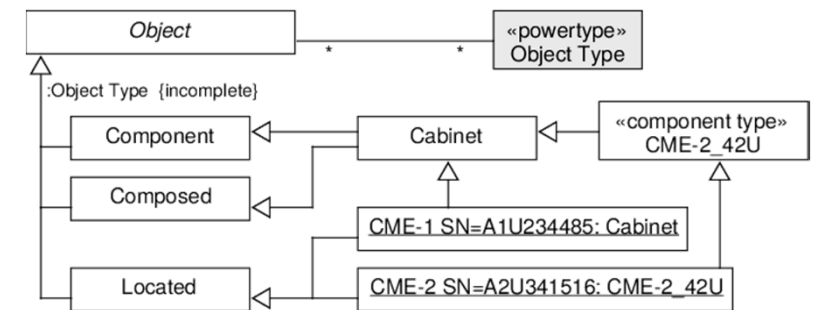 Object
«powertype»
Object Type
* *
:Object Type {incomplete}
Component
Cabinet
«component type»
CME-2_42U
Composed
CME-1 SN=A1U234485: Cabinet
Located
CME-2 SN=A2U341516: CME-2_42U